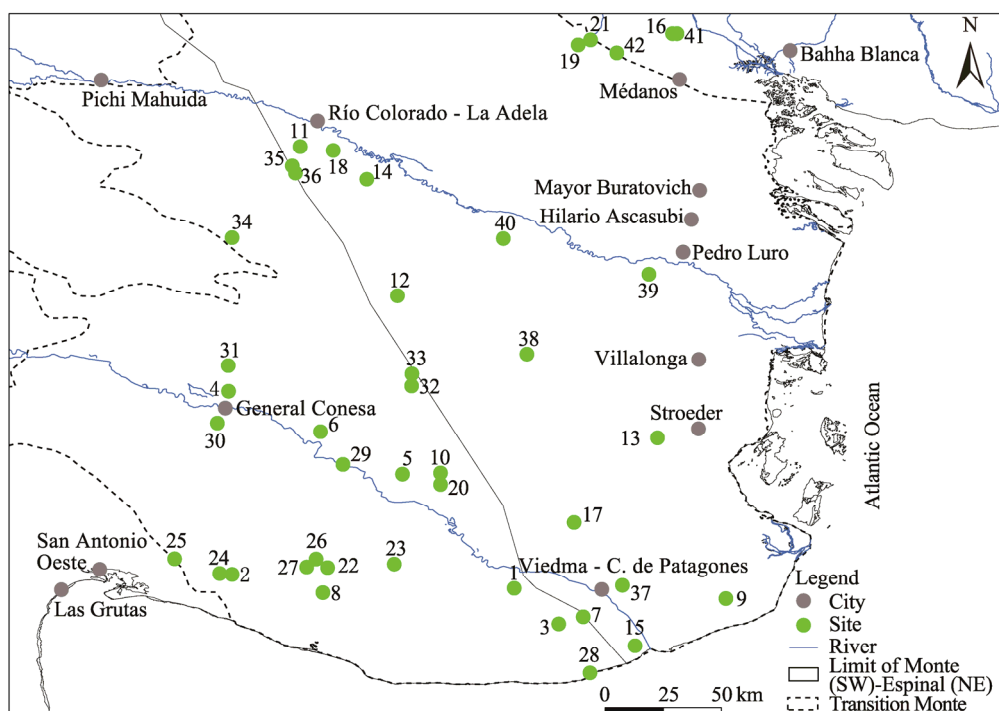 21
16
41
N
19
42
Bahha Blanca
Pichi Mahuida
Médanos
Río Colorado - La Adela
11
18
35
36
14
Mayor Buratovich
Hilario Ascasubi
34
40
Pedro Luro
39
12
38
31
33
Villalonga
4
32
General Conesa
30
6
Stroeder
13
Atlantic Ocean
29
5
10
20
17
San Antonio
Oeste
25
26
23
Viedma - C. de Patagones
24
2
27
22
1
37
Legend
Las Grutas
8
9
City
3
7
Site
15
River
28
Limit of Monte
(SW)-Espinal (NE)
0 25 50 km
Transition Monte